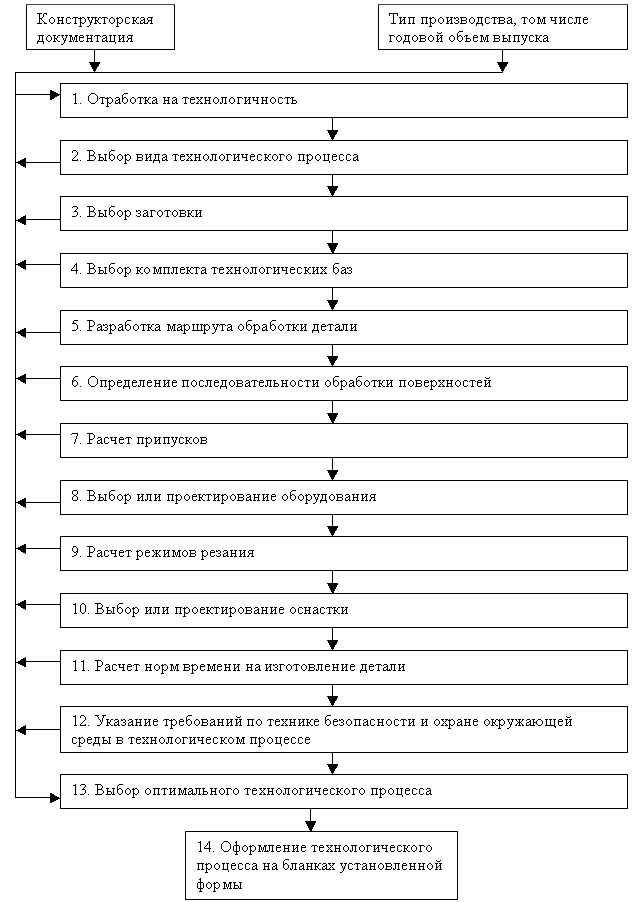 Конструкторская
документация
Тип производства, том числе
годовой объем выпуска
1. Отработка на технологичность
2. Выбор вида технологического процесса
3. Выбор заготовки
4. Выбор комплекта технологических баз
5. Разработка маршрута обработки детали
6. Определение последовательности обработки поверхностей
7. Расчет припусков
8. Выбор или проектирование оборудования
9. Расчет режимов резания
10. Выбор или проектирование оснастки
11. Расчет норм времени на изготовление детали
12. Указание требований по технике безопасности и охране окружающей
среды в технологическом процессе
13. Выбор оптимального технологического процесса
14. Оформление технологического
процесса на бланках установленной
формы